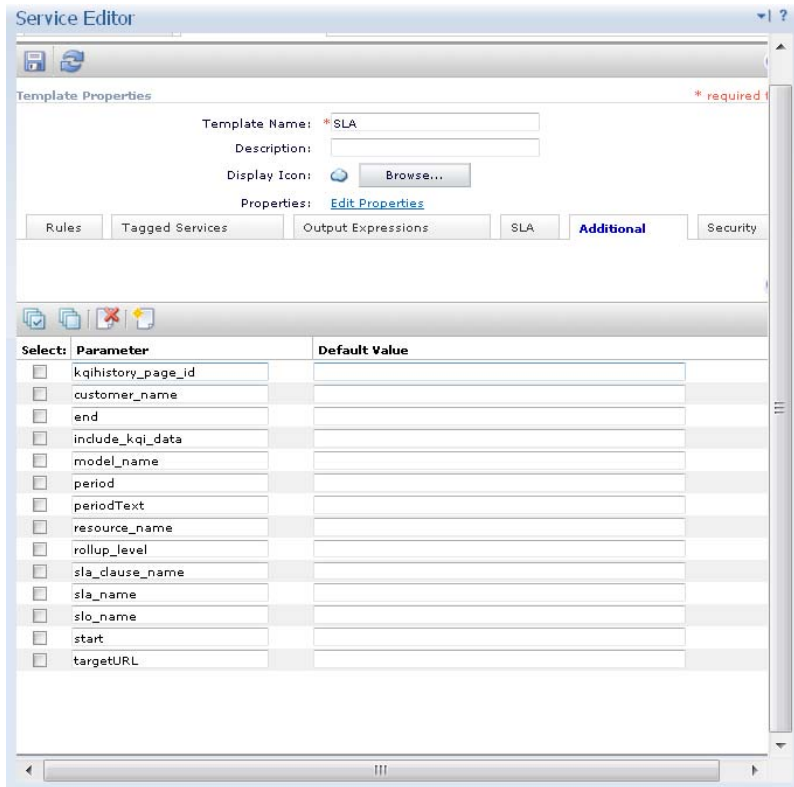 Service Editor ?
Template Properties * required f
Template Name: * SLA
Description:
Display Icon: Browse...
Properties: Edit Properties
Rules Tagged Services Output Expressions SLA Additional Security
Select: Parameter Default Value
kqihistory_page_id
customer_name
end
include_kqi_data
model_name
period
periodText
resource_name
rollup_level
sla_clause_name
sla_name
slo_name
start
targetURL